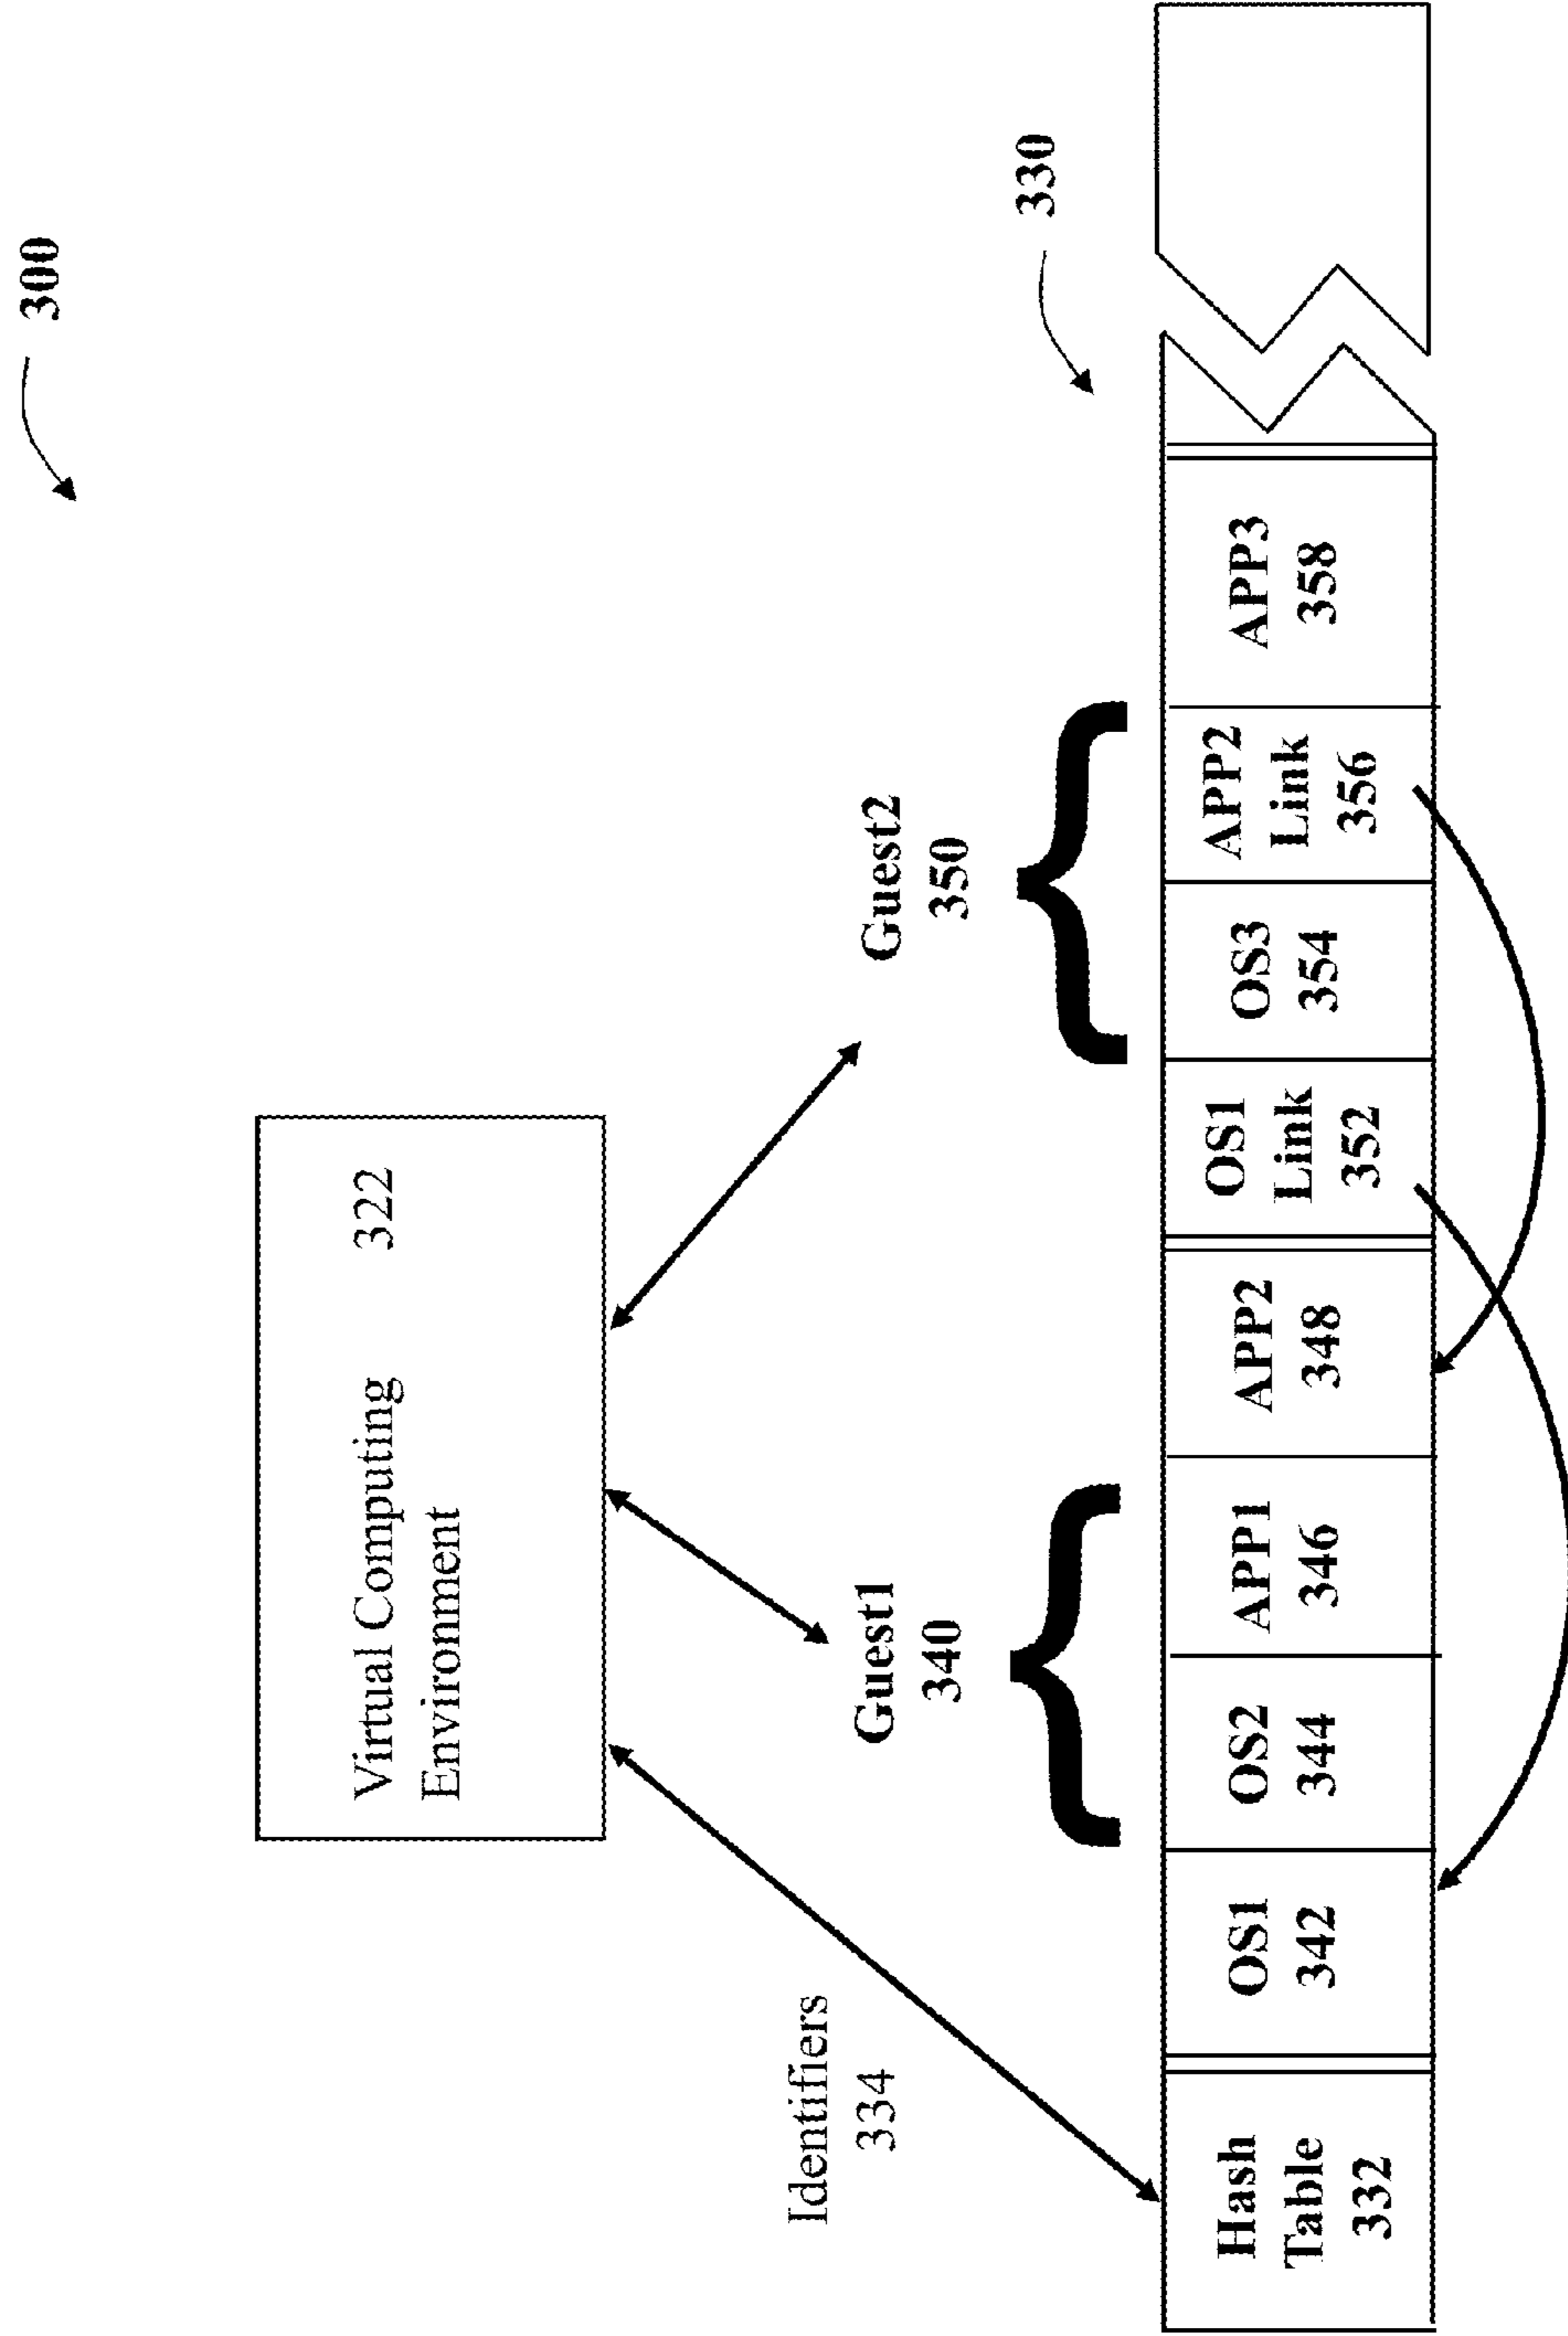 300
Virtual Computing 322
Environment
Identifiers
334
Guest1
340
Guest2
350
330
Hash
Table
332
OS1
342
OS2
344
APP1
346
APP2
348
OS1
Link
352
OS3
354
APP2
Link
356
APP3
358